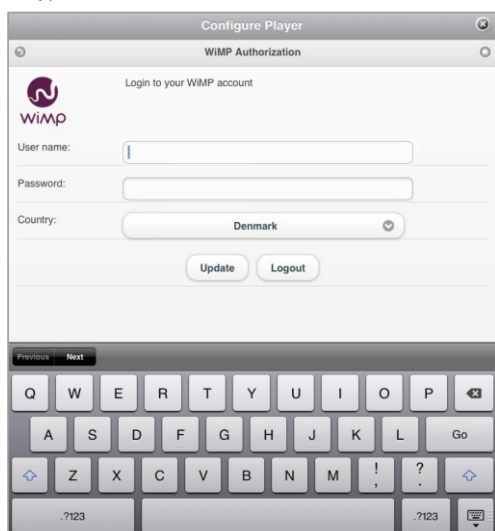 Configure Player
WiMP Authorization
Login to your WiMP account
wimp
User name:
Password:
Country:
Denmark
Update Logout
Previous Next
Q W E R T Y U I O P
A S D F G H J K L Go
Z X C V B N M ! , ? .
.?123 .?123